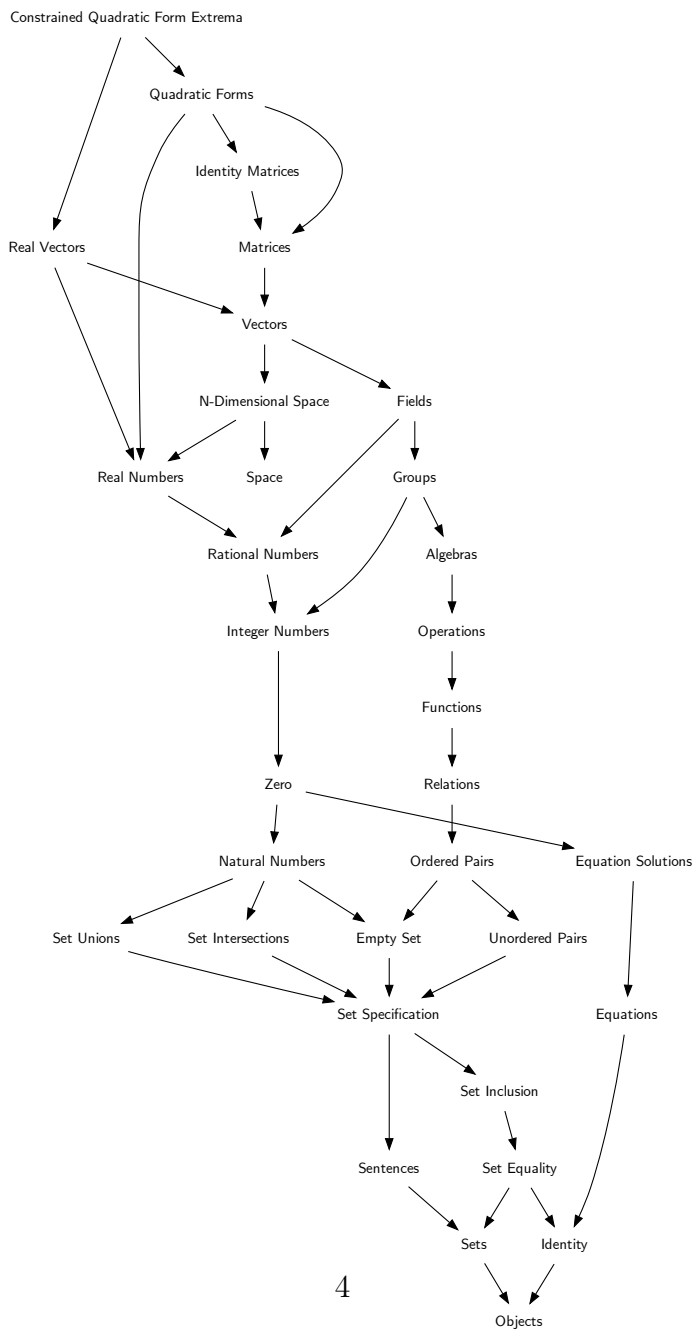 Constrained Quadratic Form Extrema
Quadratic Forms
Identity Matrices
Real Vectors
Matrices
Vectors
N-Dimensional Space
Fields
Real Numbers
Space
Groups
Rational Numbers
Algebras
Integer Numbers
Operations
Functions
Zero
Relations
Natural Numbers
Ordered Pairs
Equation Solutions
Set Unions
Set Intersections
Empty Set
Unordered Pairs
Set Specification
Equations
Set Inclusion
Sentences
Set Equality
Sets
Identity
4
Objects